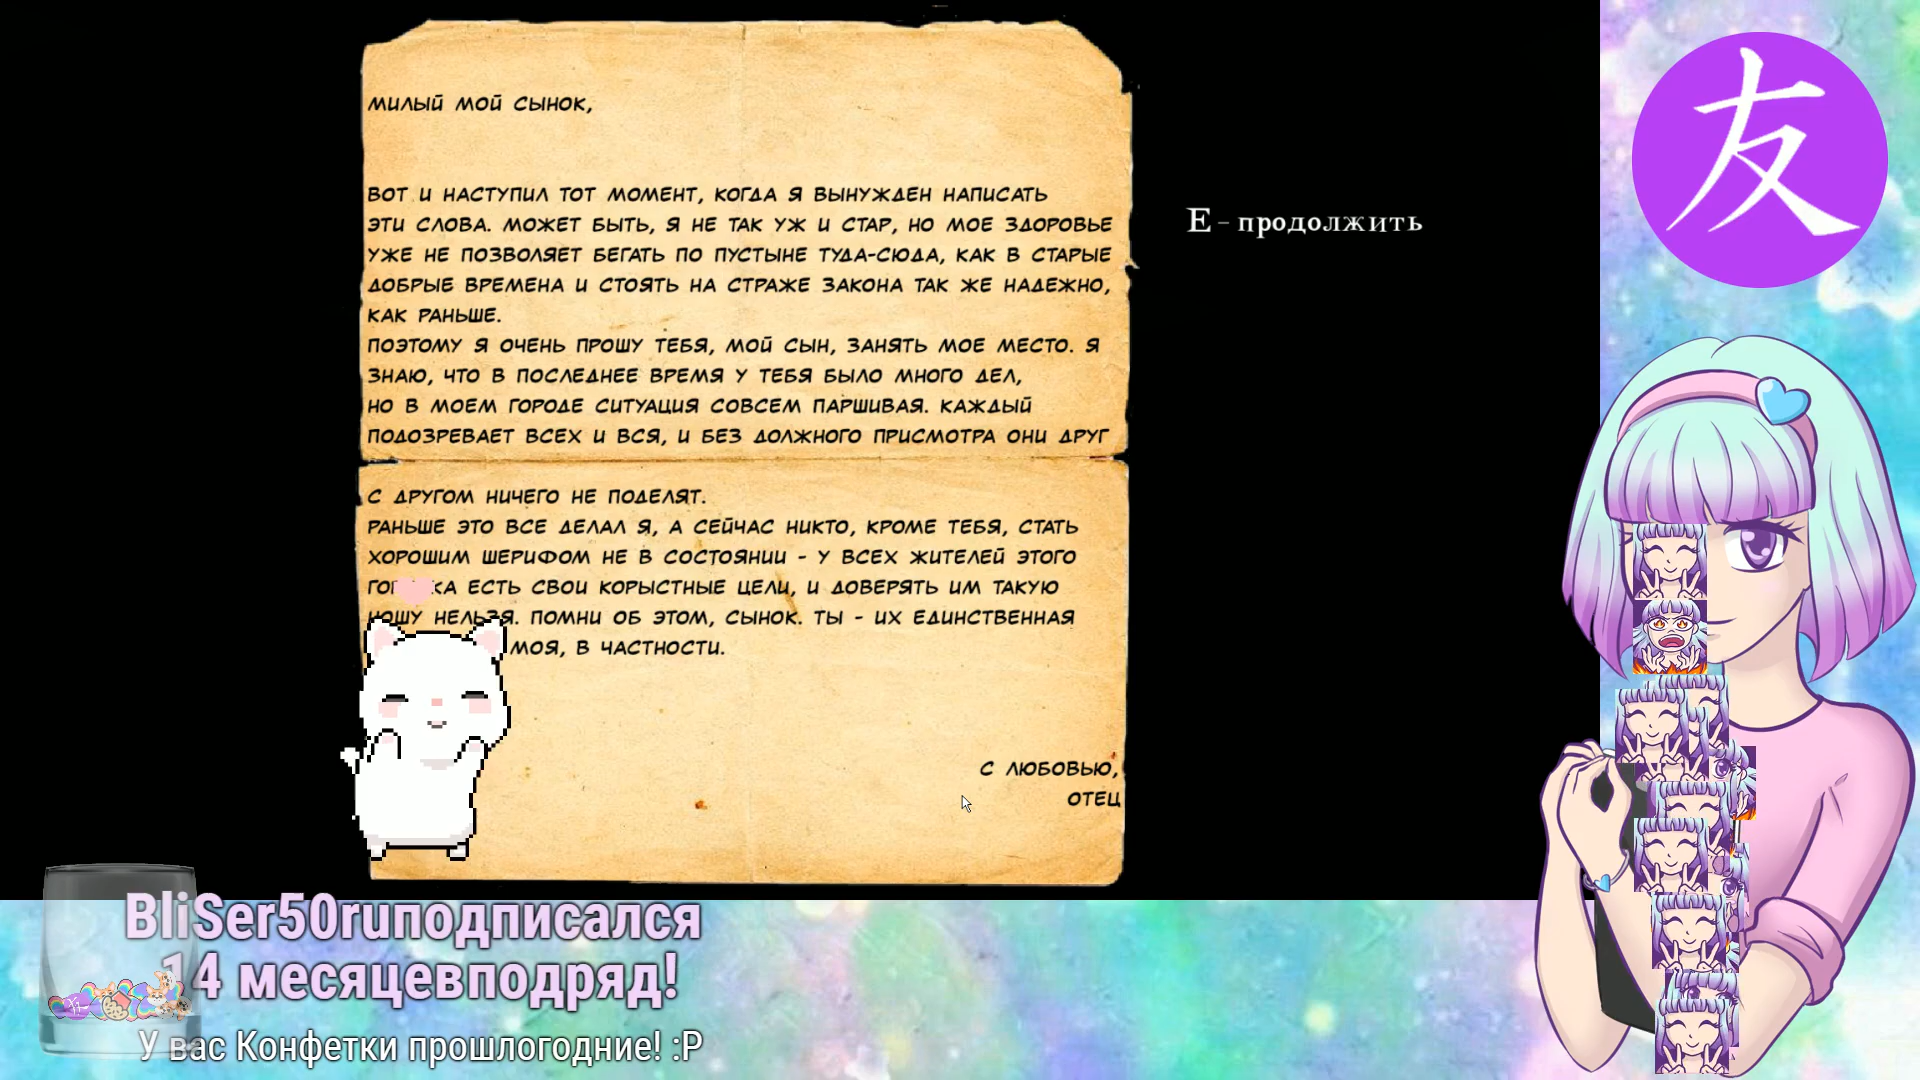 МИЛЫЙ МОЙ СЫНОК,
ВОТ И НАСТУПИЛ ТОТ МОМЕНТ, КОГДА Я ВЫНУЖДЕН НАПИСАТЬ
ЭТИ СЛОВА. МОЖЕТ БЫТЬ, Я НЕ ТАК УЖ И СТАР, НО МОЕ ЗДОРОВЬЕ
УЖЕ НЕ ПОЗВОЛЯЕТ БЕГАТЬ ПО ПУСТЫНЕ ТУДА-СЮДА, КАК В СТАРЫЕ
ДОБРЫЕ ВРЕМЕНА И СТОЯТЬ НА СТРАЖЕ ЗАКОНА ТАК ЖЕ НАДЕЖНО,
КАК РАНЬШЕ.
ПОЭТОМУ Я ОЧЕНЬ ПРОШУ ТЕБЯ, МОЙ СЫН, ЗАНЯТЬ МОЕ МЕСТО. Я
ЗНАЮ, ЧТО В ПОСЛЕДНЕЕ ВРЕМЯ У ТЕБЯ БЫЛО МНОГО ДЕЛ,
НО В МОЕМ ГОРОДЕ СИТУАЦИЯ СОВСЕМ ПАРШИВАЯ. КАЖДЫЙ
ПОДОЗРЕВАЕТ ВСЕХ И ВСЯ, И БЕЗ ДОЛЖНОГО ПРИСМОТРА ОНИ ДРУГ
С ДРУГОМ НИЧЕГО НЕ ПОДЕЛЯТ.
РАНЬШЕ ЭТО ВСЕ ДЕЛАЛ Я, А СЕЙЧАС НИКТО, КРОМЕ ТЕБЯ, СТАТЬ
ХОРОШИМ ШЕРИФОМ НЕ В СОСТОЯНИИ - У ВСЕХ ЖИТЕЛЕЙ ЭТОГО
ЕСТЬ СВОИ КОРЫСТНЫЕ ЦЕЛИ, И ДОВЕРЯТЬ ИМ ТАКУЮ
НОШУ НЕЛЬЗЯ. ПОМНИ ОБ ЭТОМ, СЫНОК. ТЫ - ИХ ЕДИНСТВЕННАЯ
МОЯ, В ЧАСТНОСТИ.
С ЛЮБОВЬЮ,
ОТЕЦ
E - продолжить
友
BliSer50ruподписался
14 месяцевподряд!
У вас Конфетки прошлогодние! :P